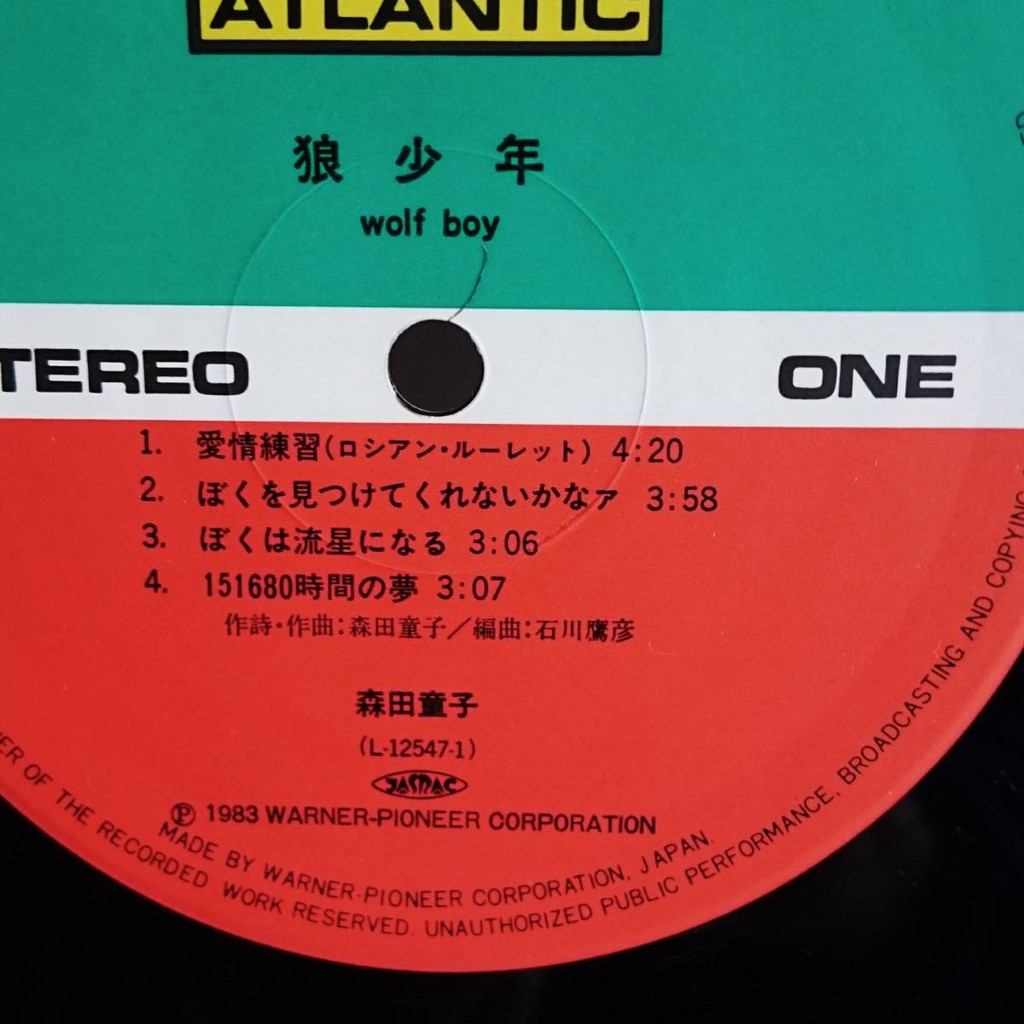 ATLANTIC
狼少年
wolf boy
TEREO
ONE
1. 愛情練習(ロシアン・ルーレット) 4:20
2. ぼくを見つけてくれないかなァ 3:58
3. ぼくは流星になる 3:06
4. 151680時間の夢 3:07
作詩・作曲:森田童子/編曲:石川鷹彦
森田童子
(L-12547-1)
JASRAC
Ⓟ 1983 WARNER-PIONEER CORPORATION
MADE BY WARNER-PIONEER CORPORATION, JAPAN.
ER OF THE RECORDED WORK RESERVED. UNAUTHORIZED PUBLIC PERFORMANCE, BROADCASTING AND COPYING